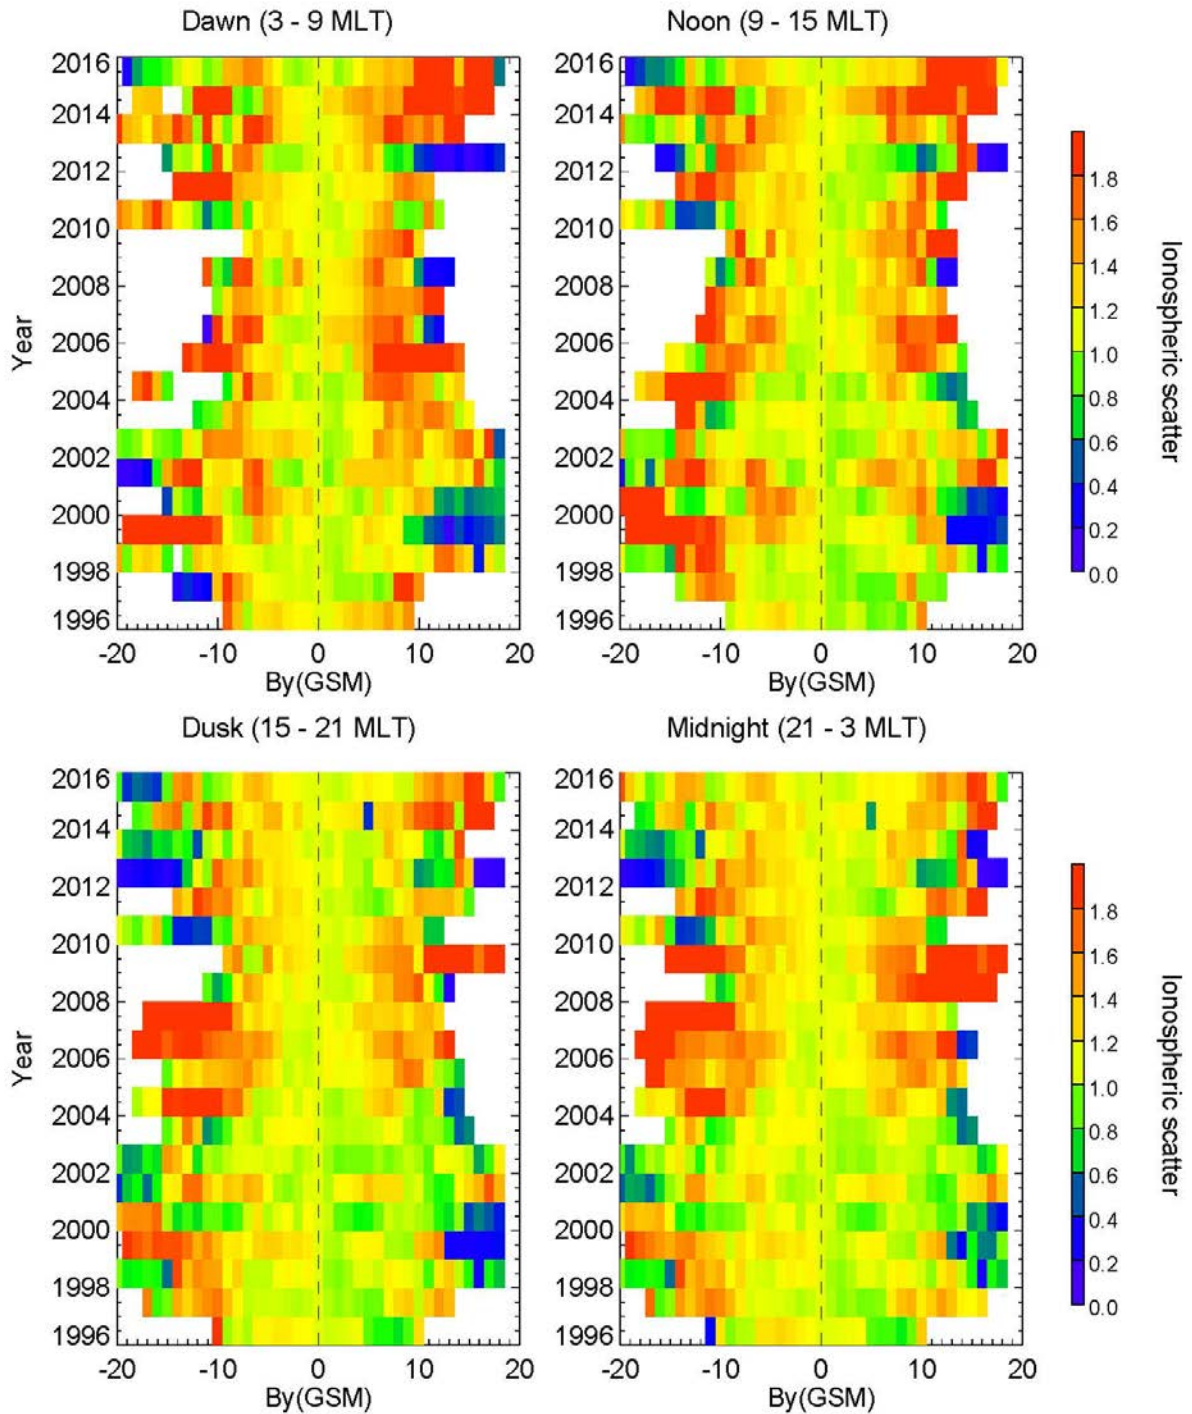 Dawn (3 - 9 MLT)
Noon (9 - 15 MLT)
2016
2014
2012
2010
2008
2006
2004
2002
2000
1998
1996
Year
-20 -10 0 10 20
By(GSM)
-20 -10 0 10 20
By(GSM)
1.8
1.6
1.4
1.2
1.0
0.8
0.6
0.4
0.2
0.0
Ionospheric scatter
Dusk (15 - 21 MLT)
Midnight (21 - 3 MLT)
2016
2014
2012
2010
2008
2006
2004
2002
2000
1998
1996
Year
-20 -10 0 10 20
By(GSM)
-20 -10 0 10 20
By(GSM)
1.8
1.6
1.4
1.2
1.0
0.8
0.6
0.4
0.2
0.0
Ionospheric scatter